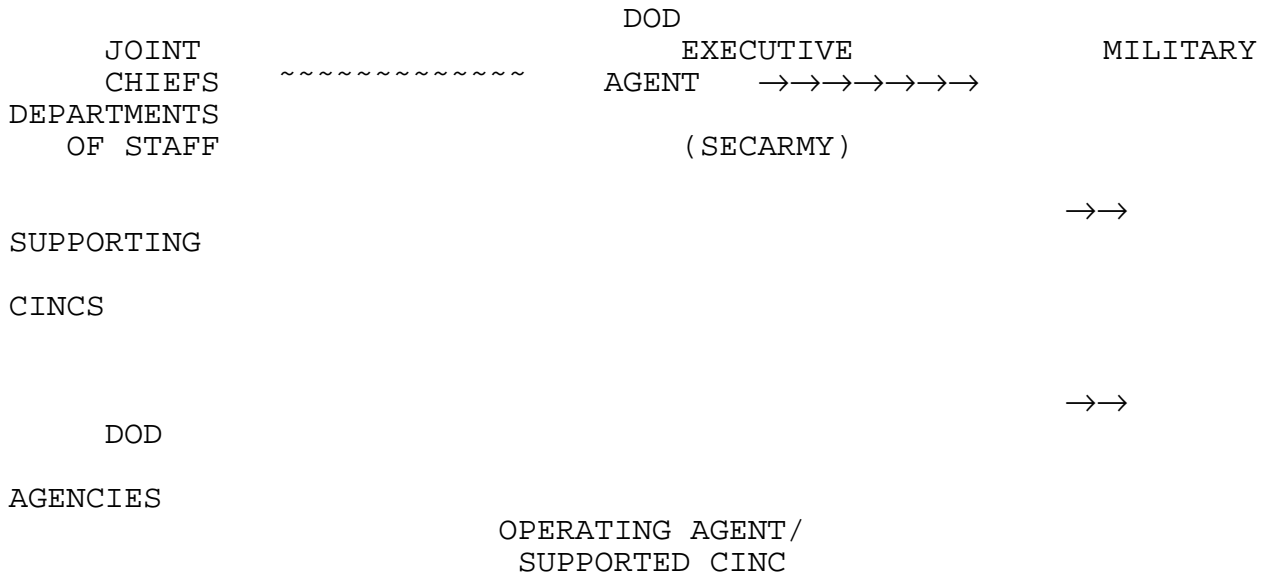 DOD
JOINT EXECUTIVE MILITARY
CHIEFS ~~~~~~~~~~~~~ AGENT →→→→→→→
DEPARTMENTS
OF STAFF (SECARMY)
→→
SUPPORTING
CINCS
→→
DOD
AGENCIES
OPERATING AGENT/
SUPPORTED CINC